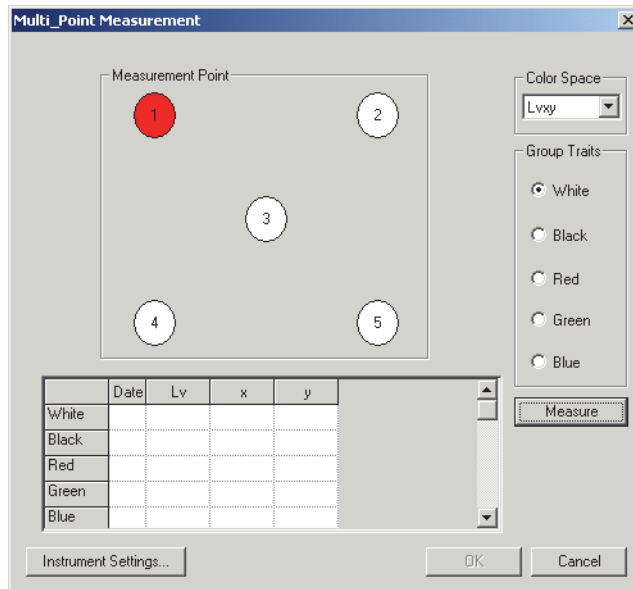 Multi_Point Measurement
Measurement Point
1
2
3
4
5
Color Space
Lvxy
Group Traits
White
Black
Red
Green
Blue
Measure
Date Lv x y
White
Black
Red
Green
Blue
Instrument Settings...
OK
Cancel